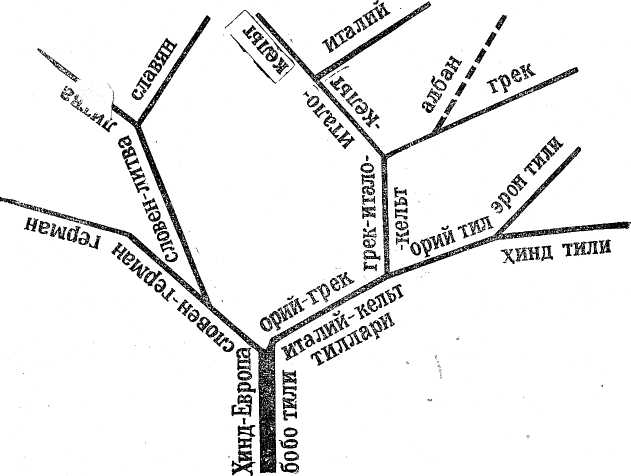 литва
славян
кельт
италий
албан
грек
итало-
-кельт
словен-литва
герман
словен-герман
грек-итало-
-кельт
орий тил
эрон тили
ҳинд тили
орий-грек
италий-кельт
тиллари
Ҳинд-Европа
бобо тили